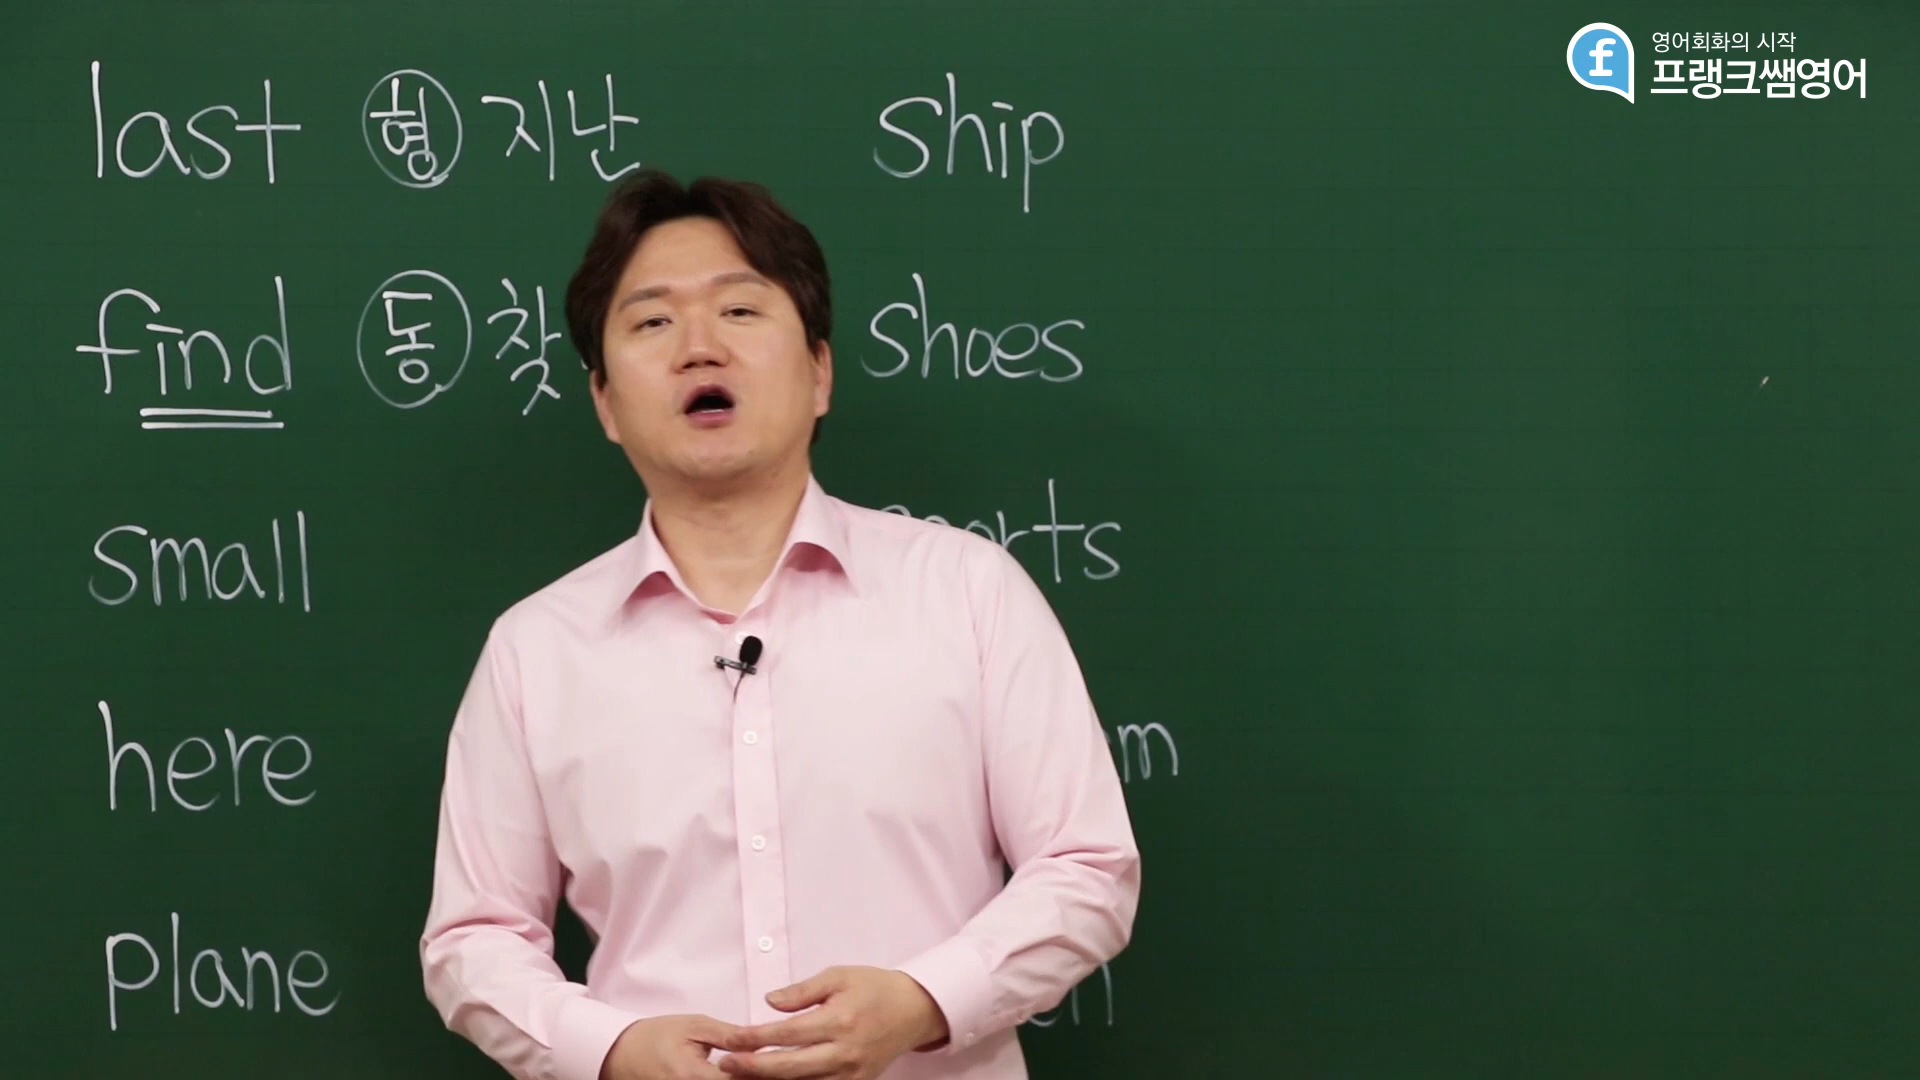 영어회화의 시작
프랭크쌤영어
last 형 지난 ship
find 동 찾 shoes
small
here
plane